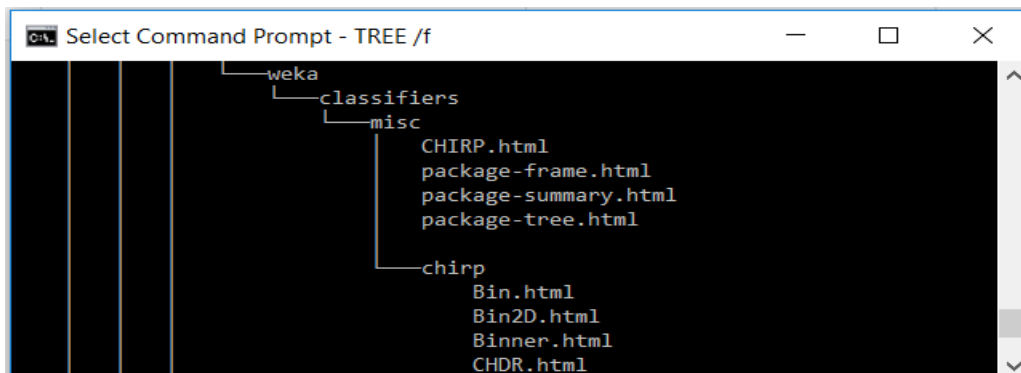 Select Command Prompt - TREE /f
weka
classifiers
misc
CHIRP.html
package-frame.html
package-summary.html
package-tree.html
chirp
Bin.html
Bin2D.html
Binner.html
CHDR.html